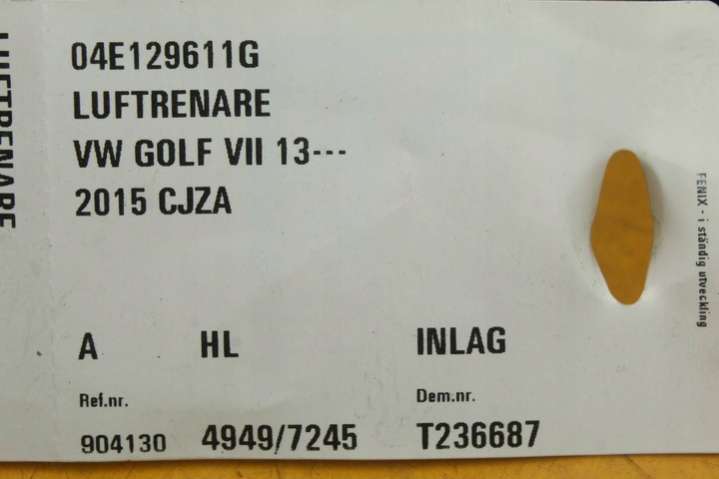 LUFTRENARE
04E129611G
LUFTRENARE
VW GOLF VII 13---
2015 CJZA
A HL INLAG
Ref.nr. Dem.nr.
904130 4949/7245 T236687
FENIX - i ständig utveckling